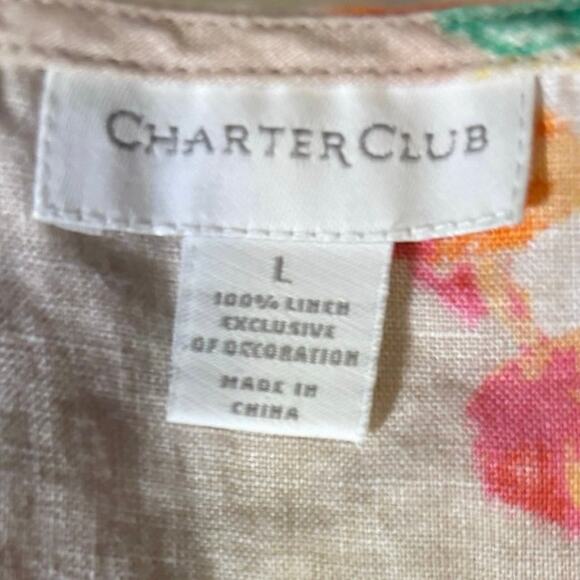 CHARTER CLUB
L
100% LINEN
EXCLUSIVE
OF DECORATION
MADE IN
CHINA